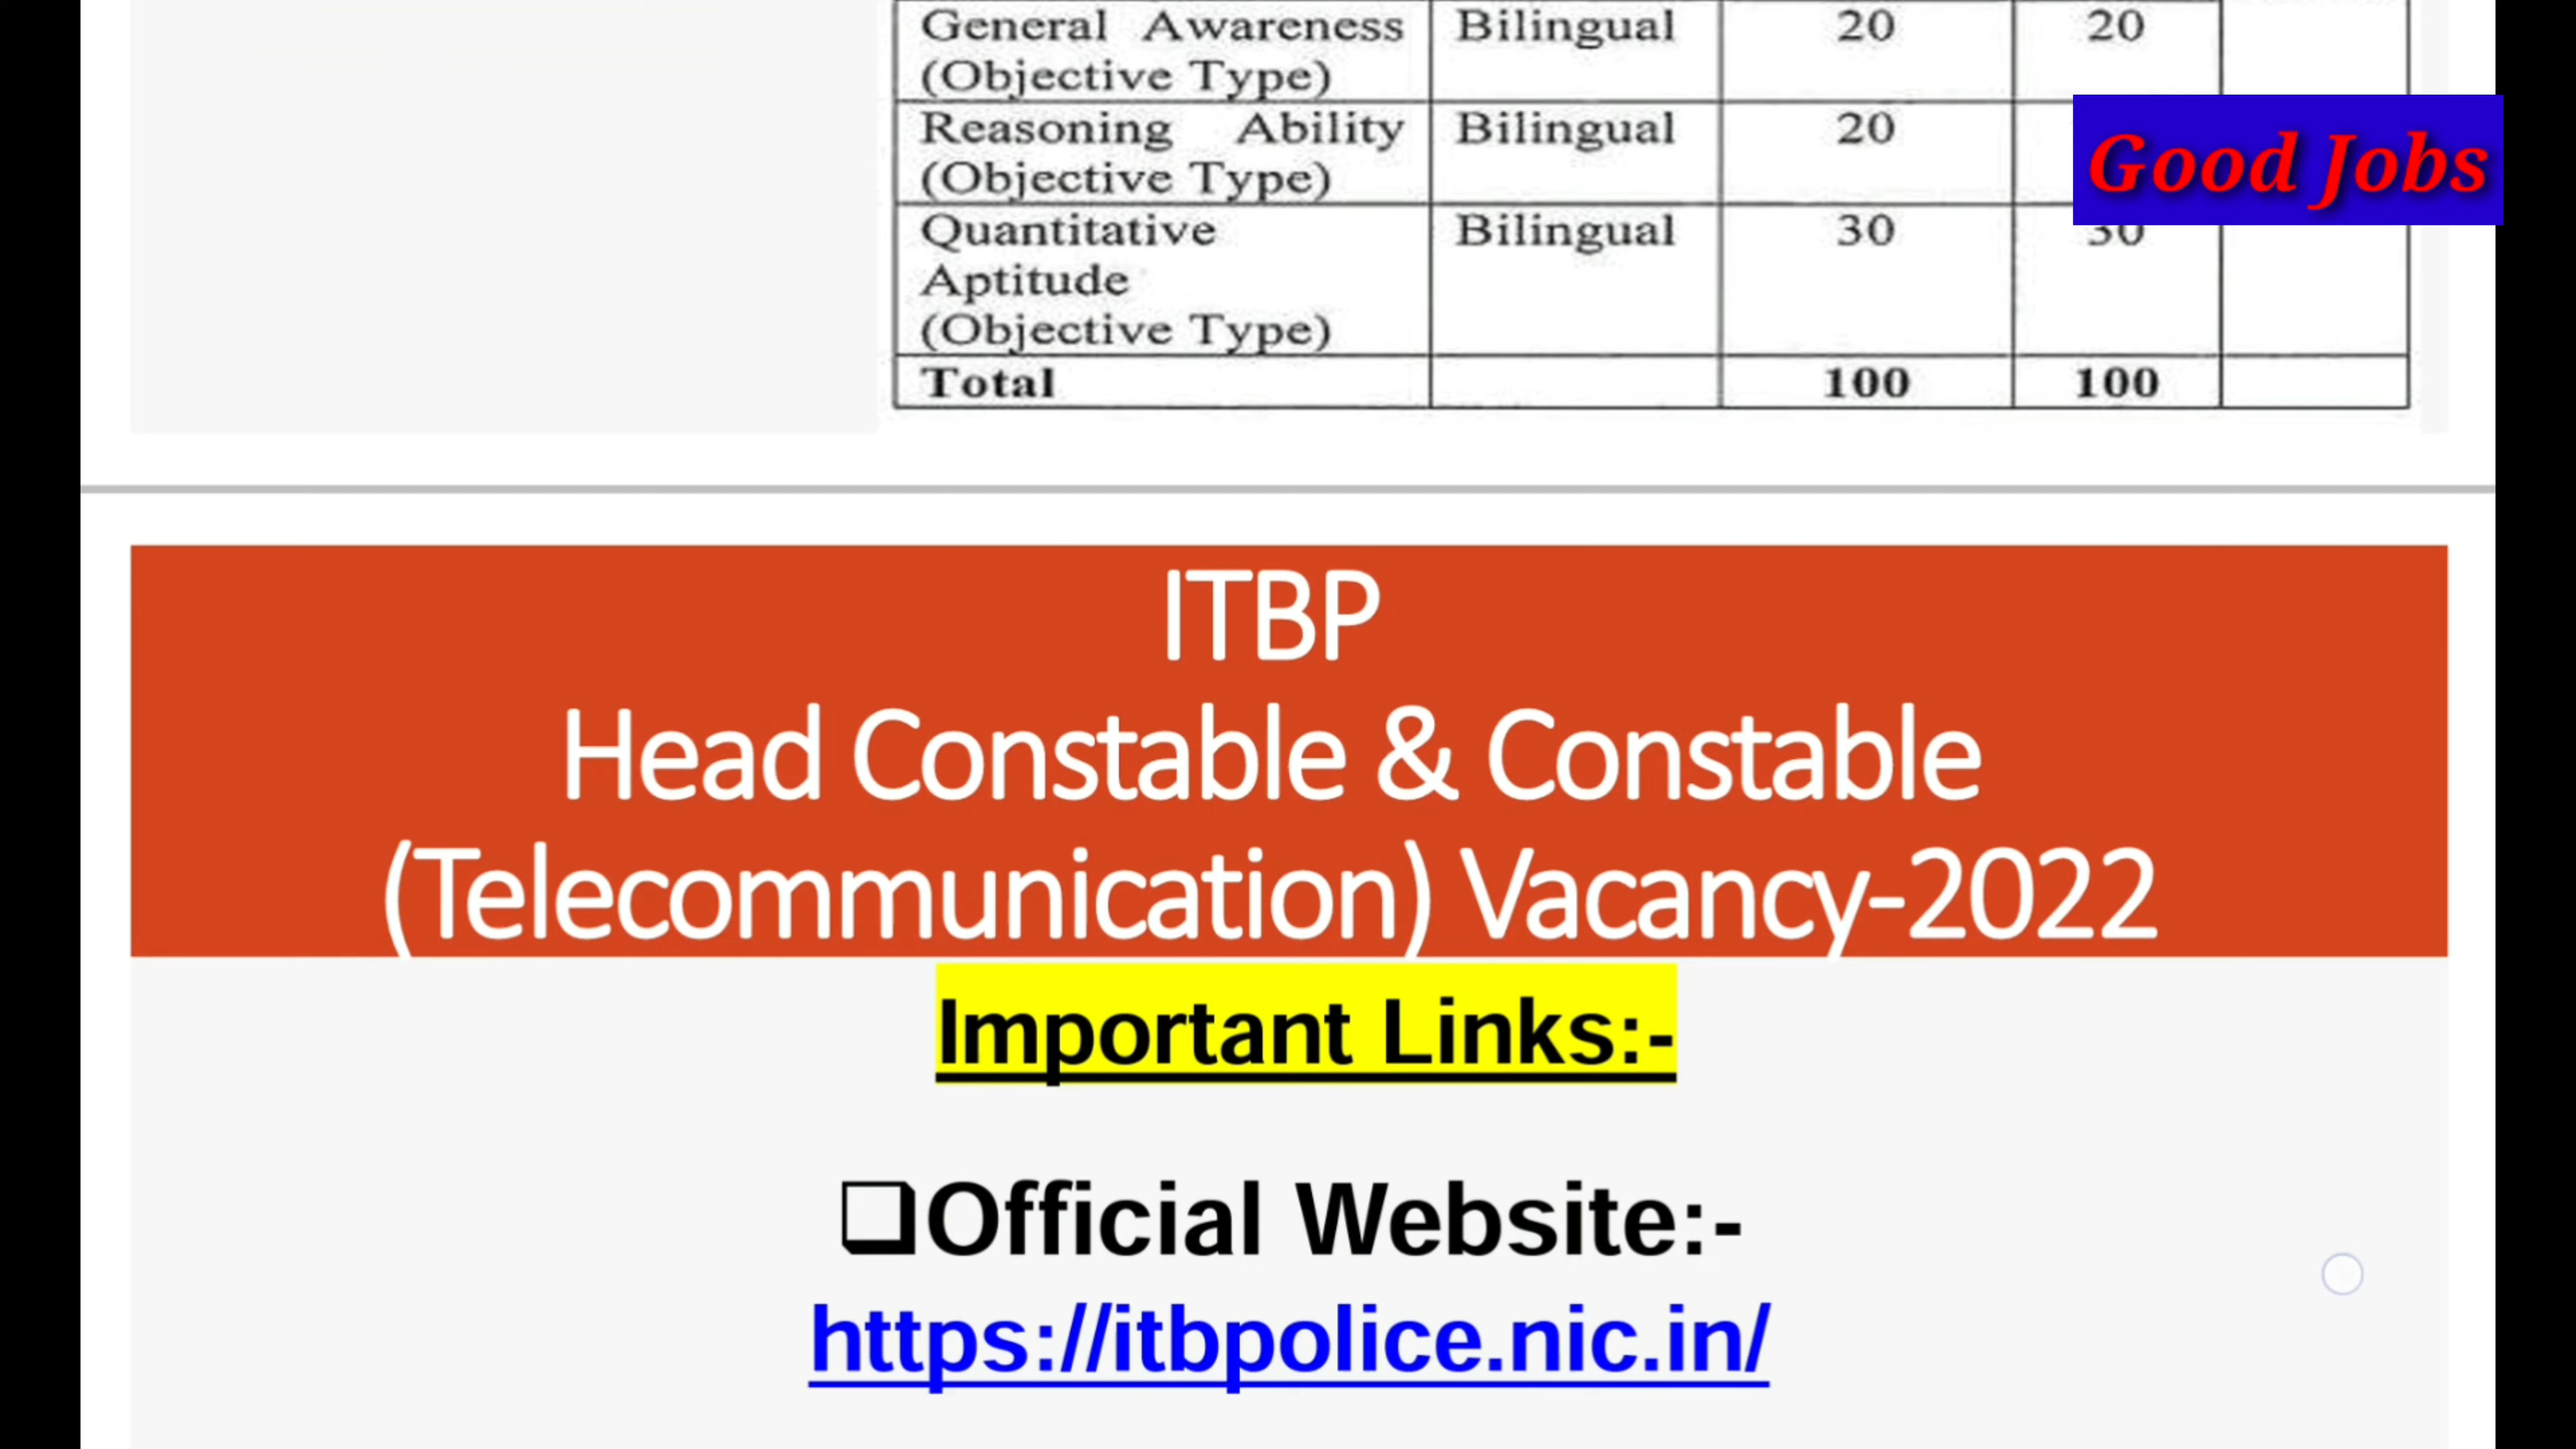 General Awareness Bilingual 20 20
(Objective Type)
Reasoning Ability Bilingual 20
(Objective Type)
Good Jobs
Quantitative Bilingual 30 30
Aptitude
(Objective Type)
Total 100 100
ITBP
Head Constable & Constable
(Telecommunication) Vacancy-2022
Important Links:-
❑Official Website:-
https://itbpolice.nic.in/